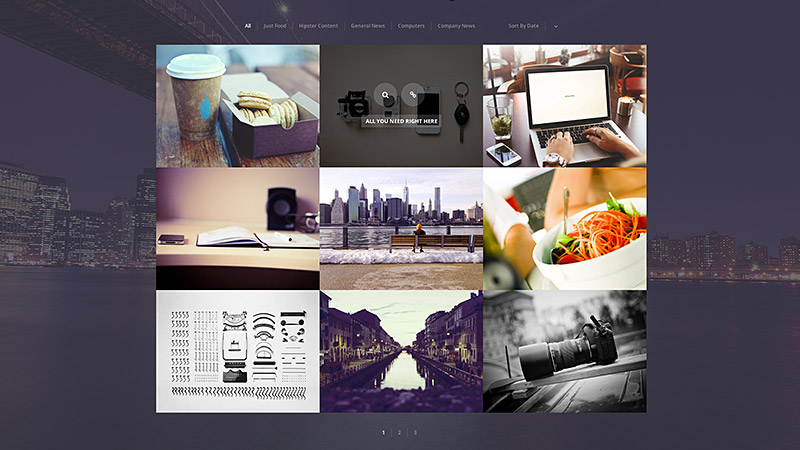 All Just Food Hipster Content General News Computers Company News Sort By Date
ALL YOU NEED RIGHT HERE
1 2 3